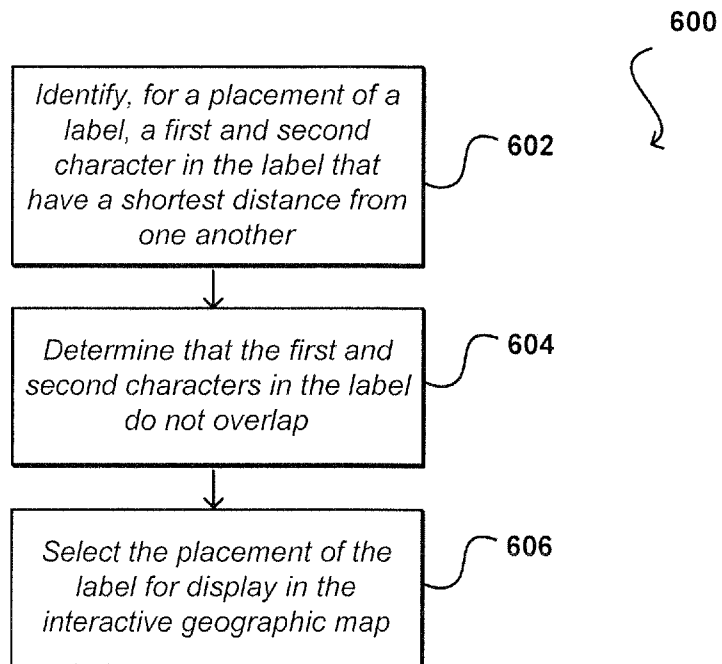 600
Identify, for a placement of a
label, a first and second
character in the label that
have a shortest distance from
one another
602
Determine that the first and
second characters in the label
do not overlap
604
Select the placement of the
label for display in the
interactive geographic map
606